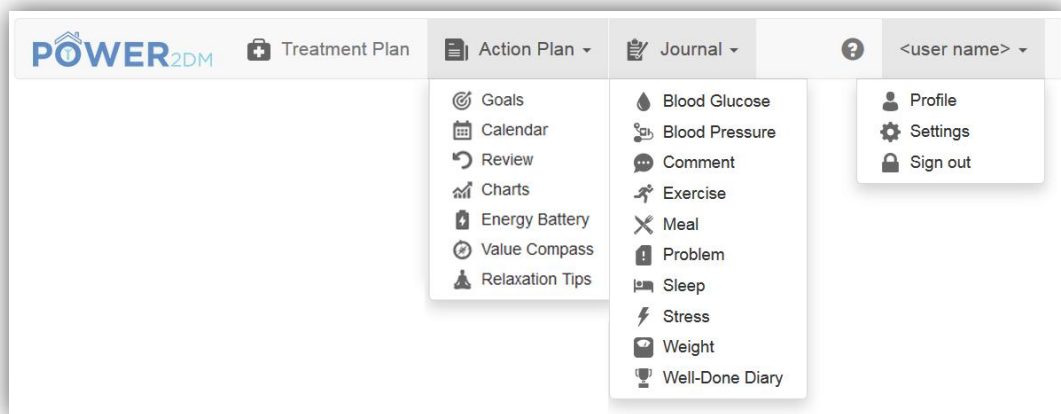 POWER2DM
Treatment Plan
Action Plan
Journal
<user name>
Goals
Calendar
Review
Charts
Energy Battery
Value Compass
Relaxation Tips
Blood Glucose
Blood Pressure
Comment
Exercise
Meal
Problem
Sleep
Stress
Weight
Well-Done Diary
Profile
Settings
Sign out